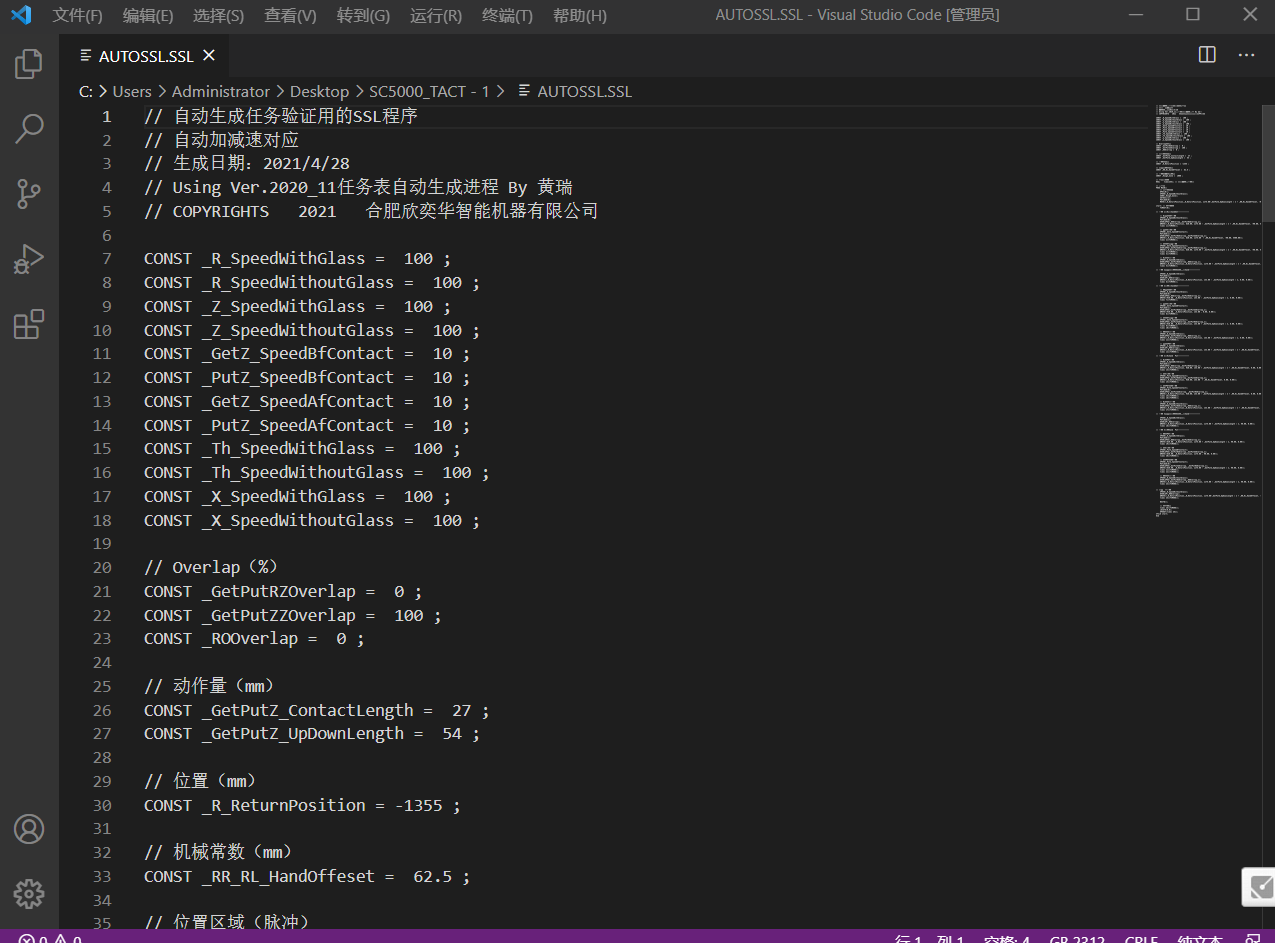 文件(F) 编辑(E) 选择(S) 查看(V) 转到(G) 运行(R) 终端(T) 帮助(H) AUTOSSL.SSL - Visual Studio Code [管理员]
AUTOSSL.SSL
C: > Users > Administrator > Desktop > SC5000_TACT - 1 > AUTOSSL.SSL
1 // 自动生成任务验证用的SSL程序
2 // 自动加减速对应
3 // 生成日期：2021/4/28
4 // Using Ver.2020_11任务表自动生成进程 By 黄瑞
5 // COPYRIGHTS 2021 合肥欣奕华智能机器有限公司
6
7 CONST _R_SpeedWithGlass = 100 ;
8 CONST _R_SpeedWithoutGlass = 100 ;
9 CONST _Z_SpeedWithGlass = 100 ;
10 CONST _Z_SpeedWithoutGlass = 100 ;
11 CONST _GetZ_SpeedBfContact = 10 ;
12 CONST _PutZ_SpeedBfContact = 10 ;
13 CONST _GetZ_SpeedAfContact = 10 ;
14 CONST _PutZ_SpeedAfContact = 10 ;
15 CONST _Th_SpeedWithGlass = 100 ;
16 CONST _Th_SpeedWithoutGlass = 100 ;
17 CONST _X_SpeedWithGlass = 100 ;
18 CONST _X_SpeedWithoutGlass = 100 ;
19
20 // Overlap（%）
21 CONST _GetPutRZOverlap = 0 ;
22 CONST _GetPutZZOverlap = 100 ;
23 CONST _ROOverlap = 0 ;
24
25 // 动作量（mm）
26 CONST _GetPutZ_ContactLength = 27 ;
27 CONST _GetPutZ_UpDownLength = 54 ;
28
29 // 位置（mm）
30 CONST _R_ReturnPosition = -1355 ;
31
32 // 机械常数（mm）
33 CONST _RR_RL_HandOffeset = 62.5 ;
34
35 // 位置区域（脉冲）
0 0 行 1，列 1 空格: 4 GB 2312 CRLF 纯文本